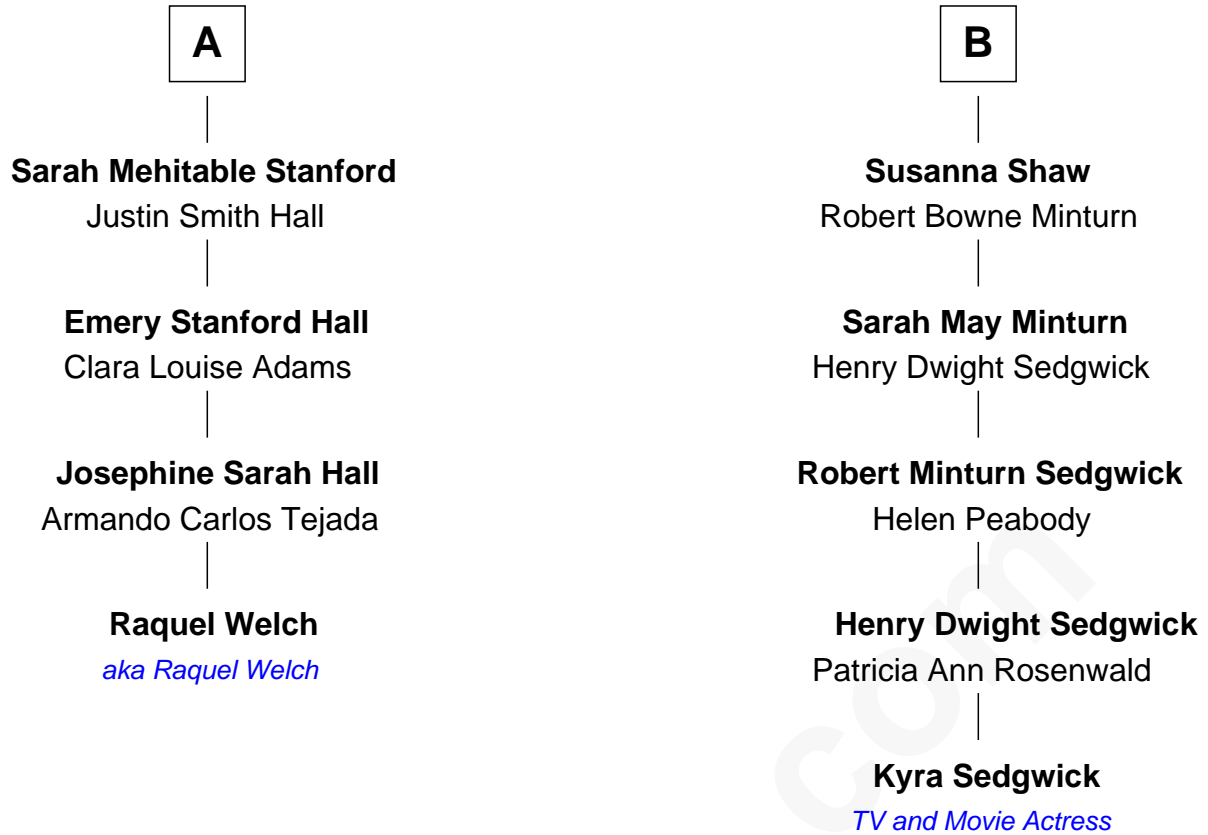 A
Sarah Mehitable Stanford
Justin Smith Hall
Emery Stanford Hall
Clara Louise Adams
Josephine Sarah Hall
Armando Carlos Tejada
Raquel Welch
aka Raquel Welch
B
Susanna Shaw
Robert Bowne Minturn
Sarah May Minturn
Henry Dwight Sedgwick
Robert Minturn Sedgwick
Helen Peabody
Henry Dwight Sedgwick
Patricia Ann Rosenwald
Kyra Sedgwick
TV and Movie Actress
com